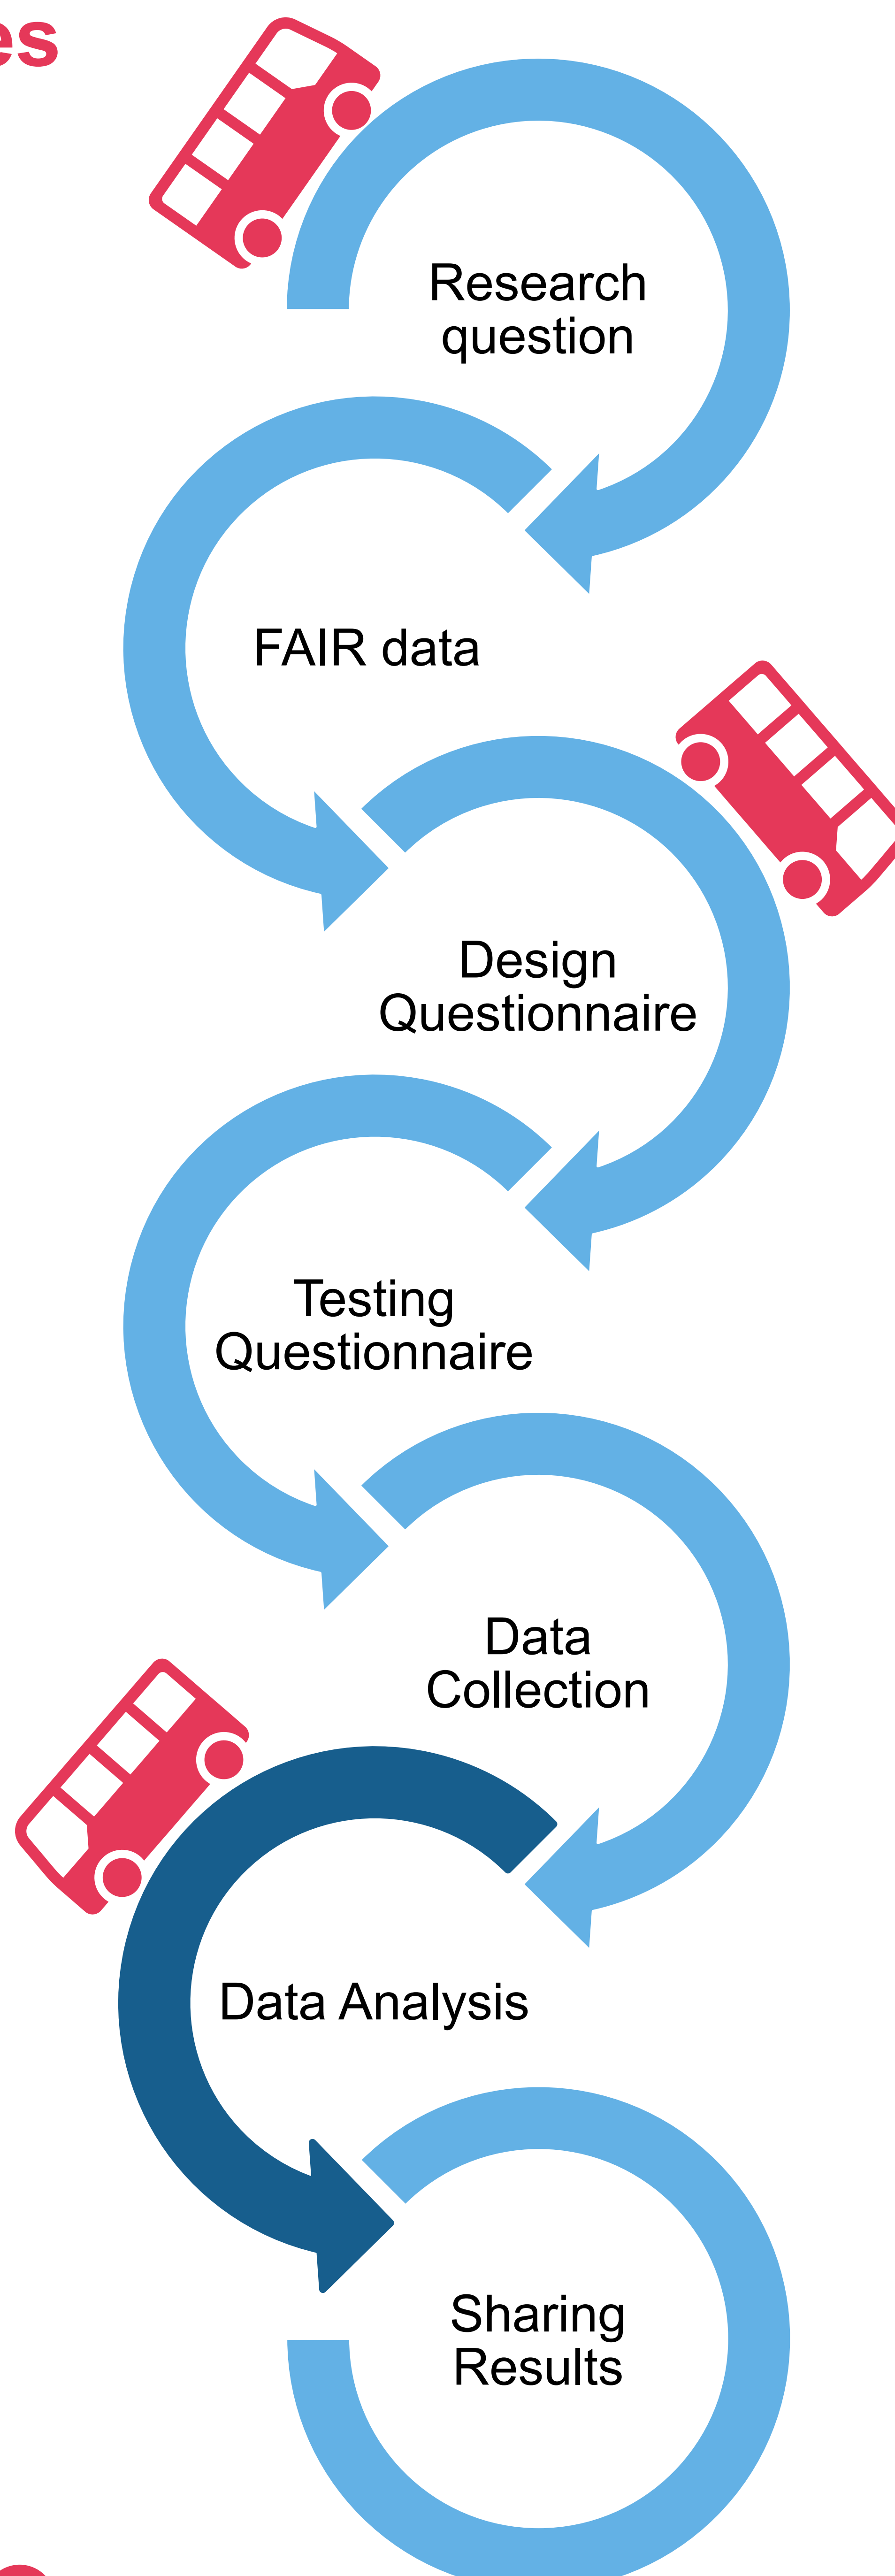 es
Research
question
FAIR data
Design
Questionnaire
Testing
Questionnaire
Data
Collection
Data Analysis
Sharing
Results